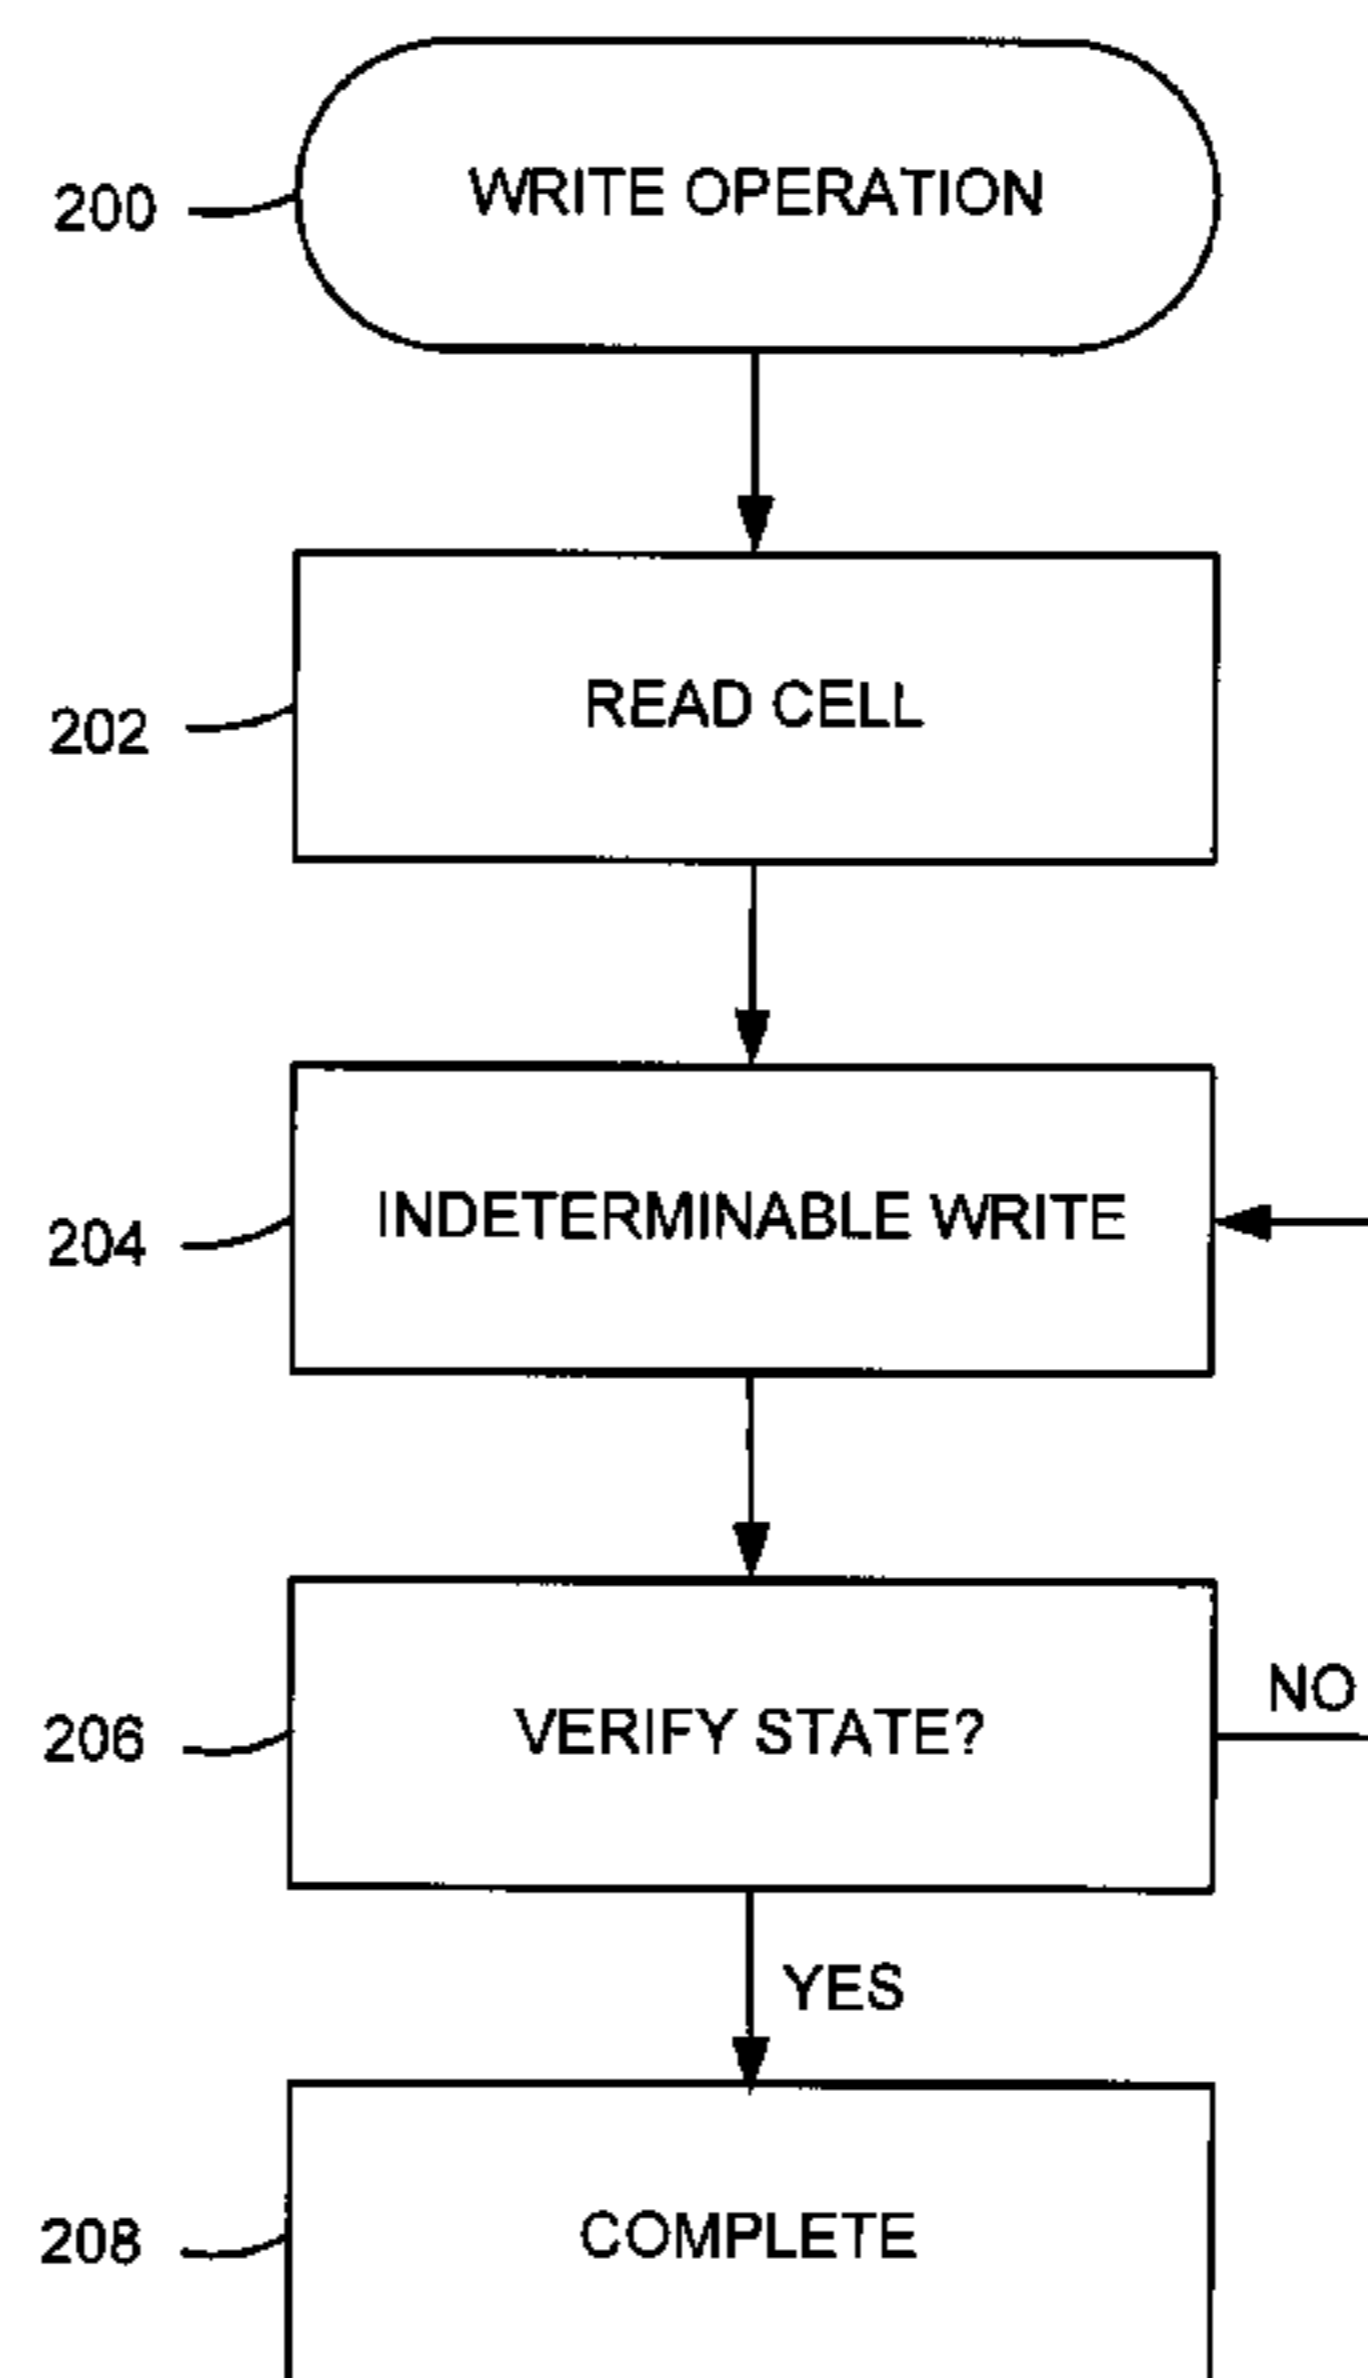 200 WRITE OPERATION
202 READ CELL
204 INDETERMINABLE WRITE
206 VERIFY STATE? NO
YES
208 COMPLETE